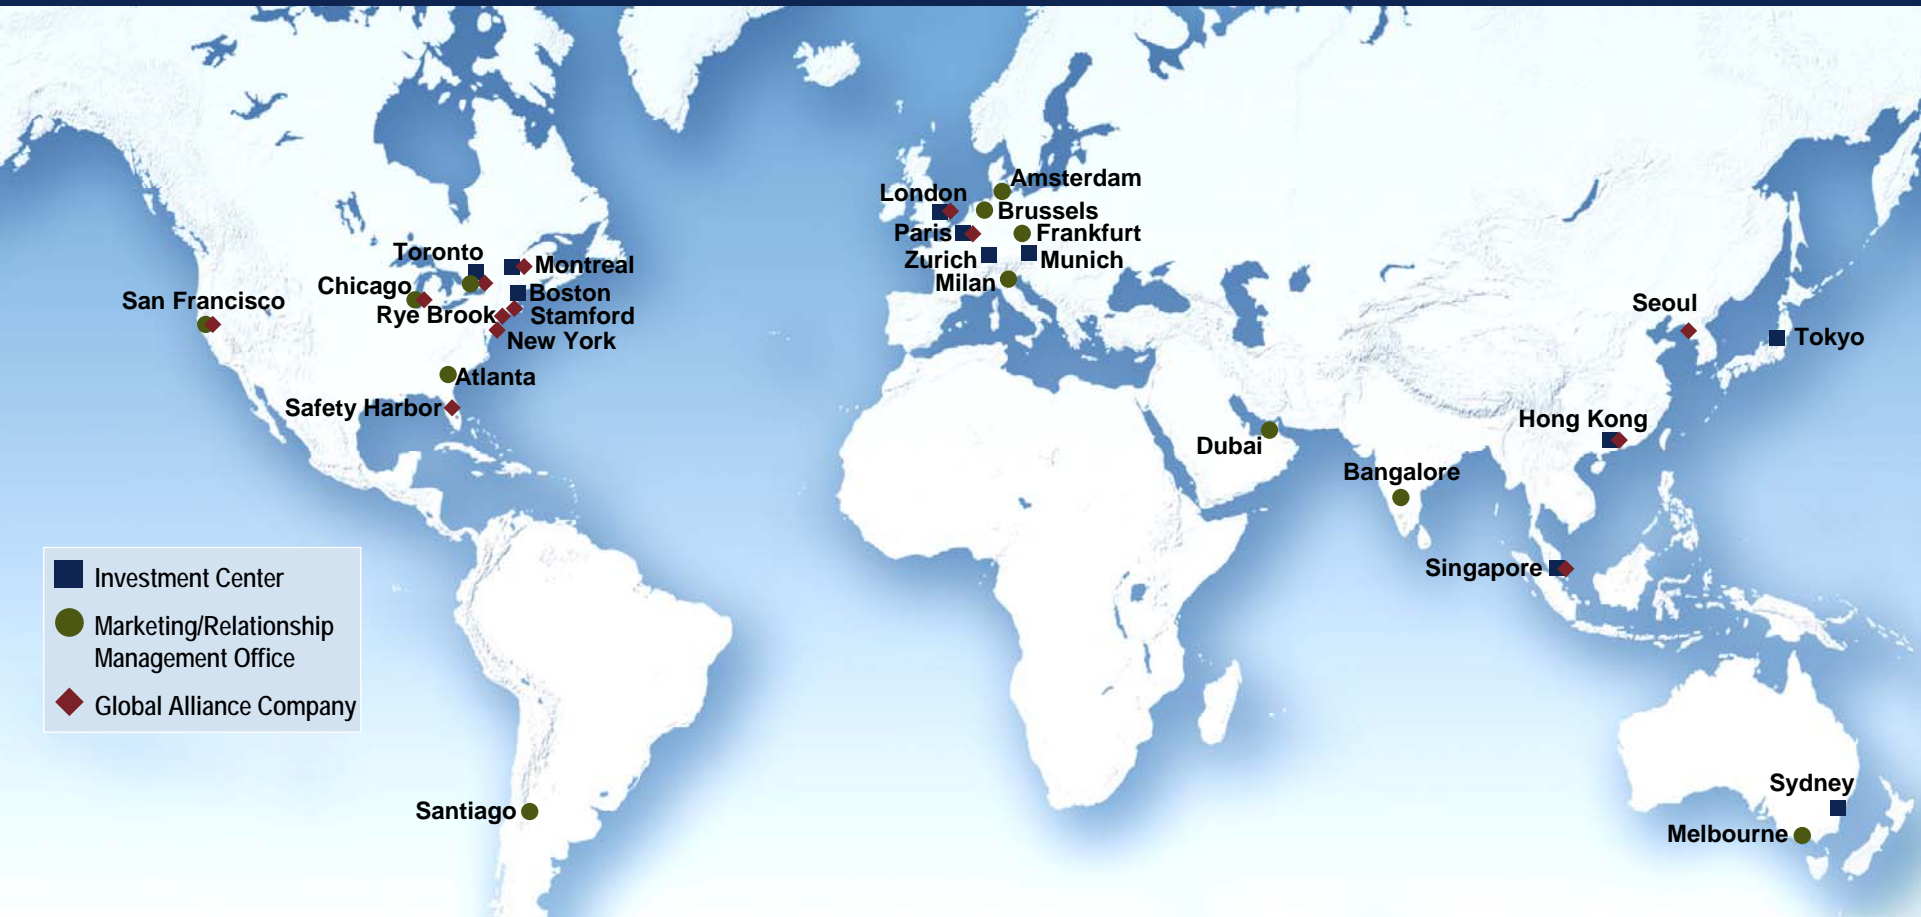 Amsterdam
London
Brussels
Paris
Frankfurt
Zurich
Munich
Milan
Toronto
Montreal
Chicago
Boston
San Francisco
Rye Brook
Stamford
New York
Atlanta
Safety Harbor
Seoul
Tokyo
Hong Kong
Dubai
Bangalore
Singapore
Investment Center
Marketing/Relationship
Management Office
Global Alliance Company
Santiago
Sydney
Melbourne